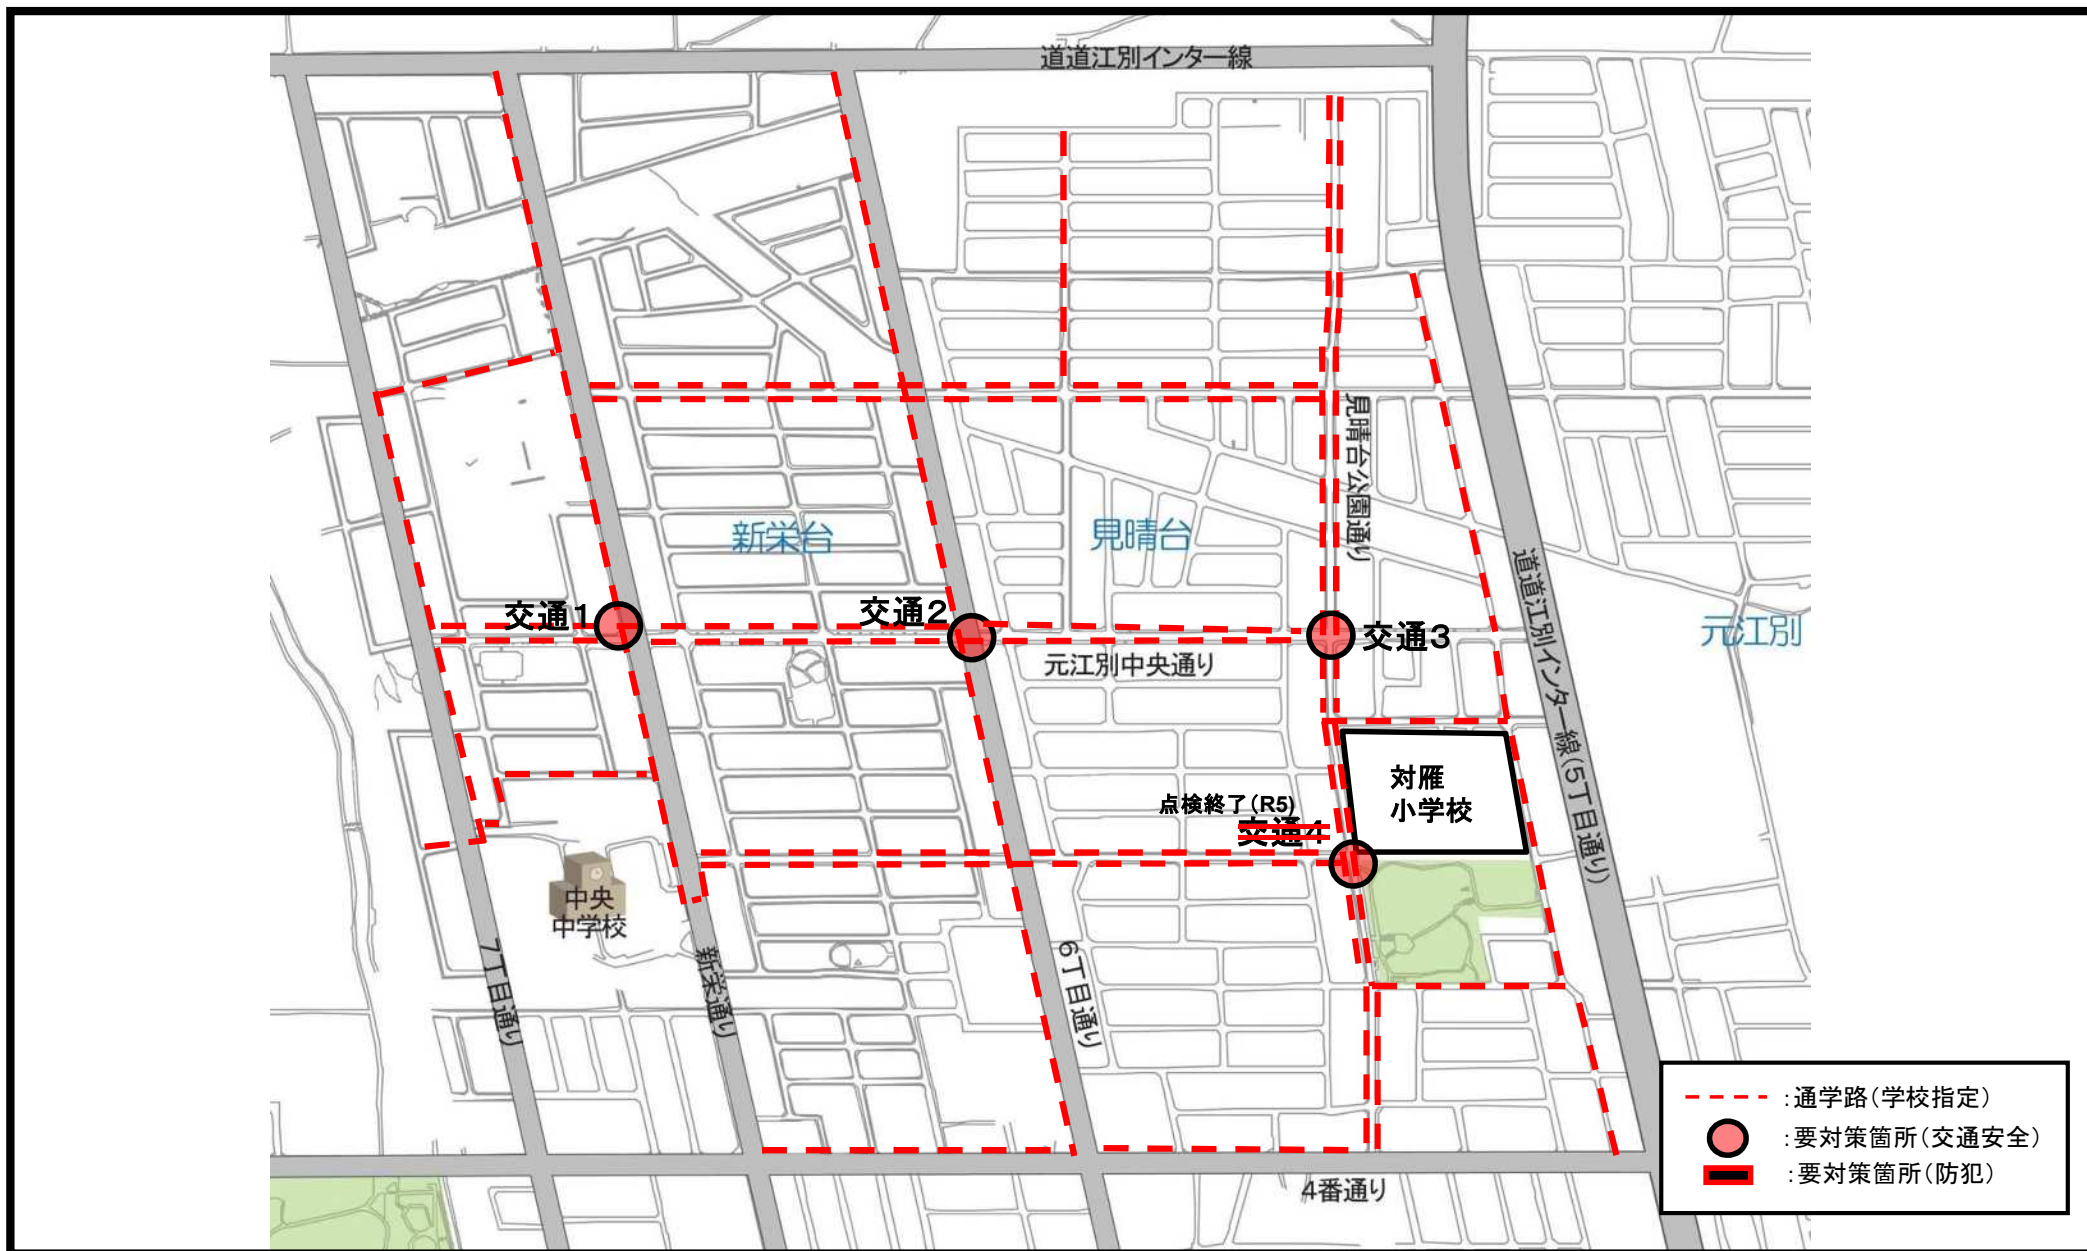 道道江別インター線
見晴台公園通り
新栄台
見晴台
道道江別インター線(5丁目通り)
元江別
交通1
交通2
交通3
元江別中央通り
対雁
小学校
点検終了(R5)
交通4
中央
中学校
7丁目通り
新栄通り
6丁目通り
4番通り
:通学路(学校指定)
:要対策箇所(交通安全)
:要対策箇所(防犯)